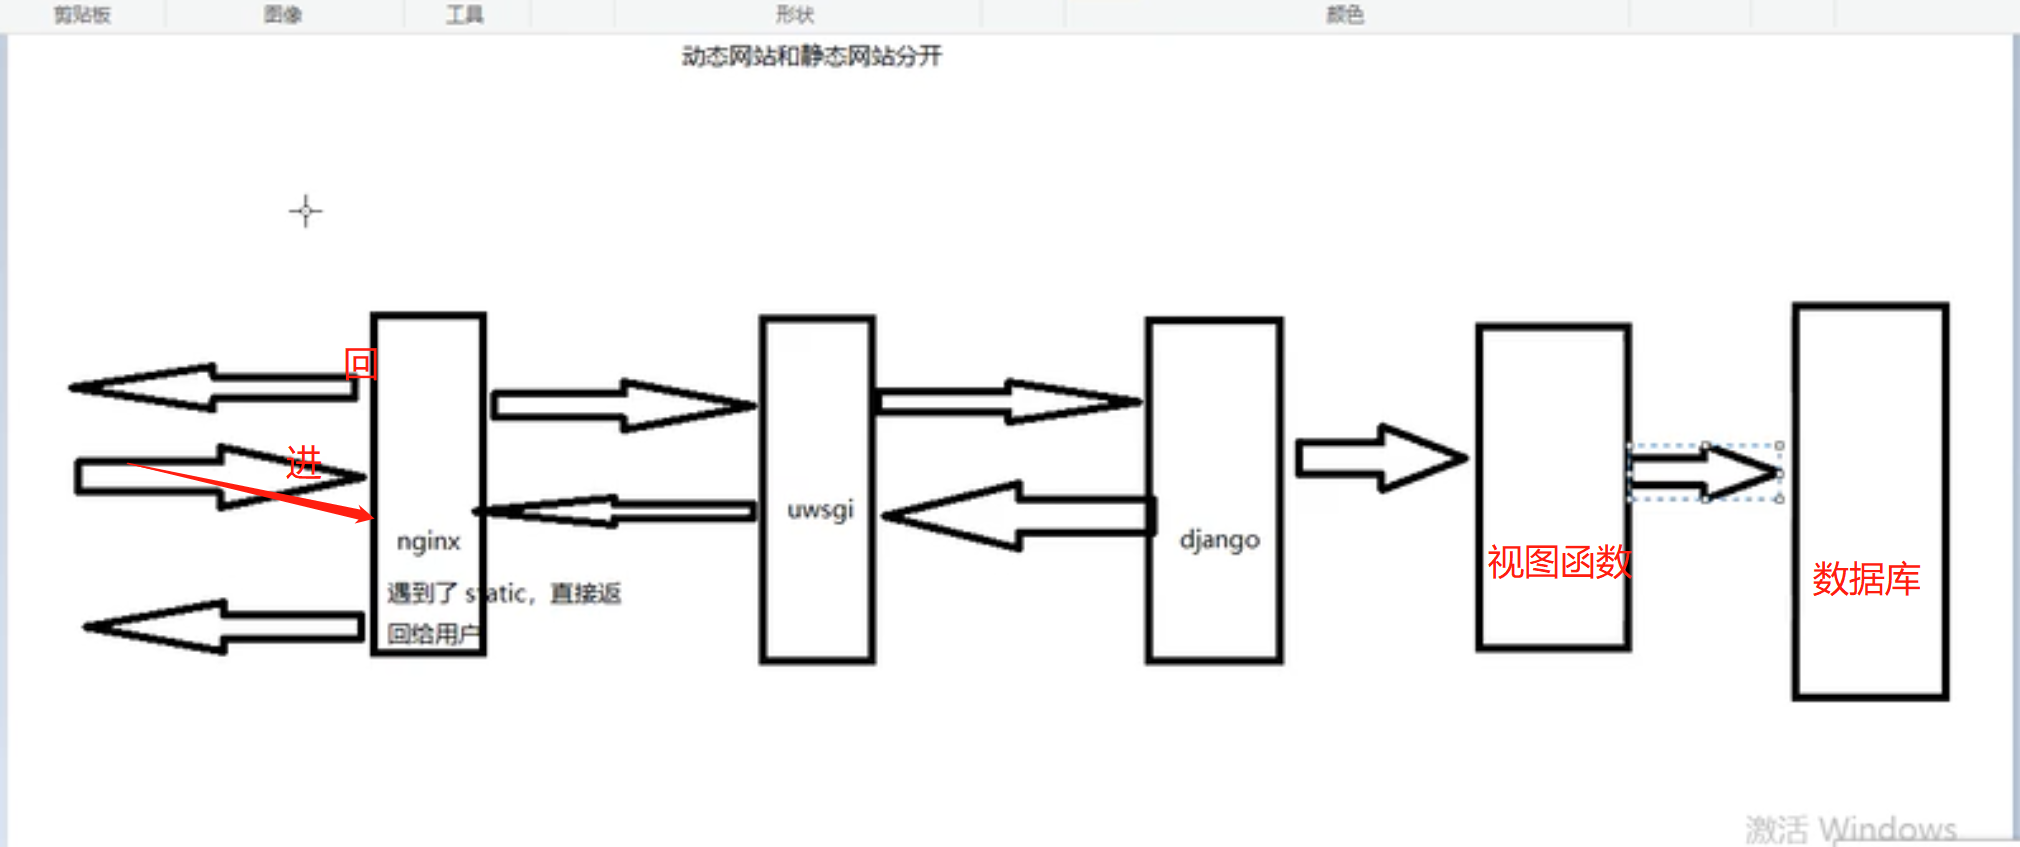 剪贴板 图像 工具 形状 颜色
动态网站和静态网站分开
回
进
nginx
遇到了 static，直接返
回给用户
uwsgi
django
视图函数
数据库
激活 Windows